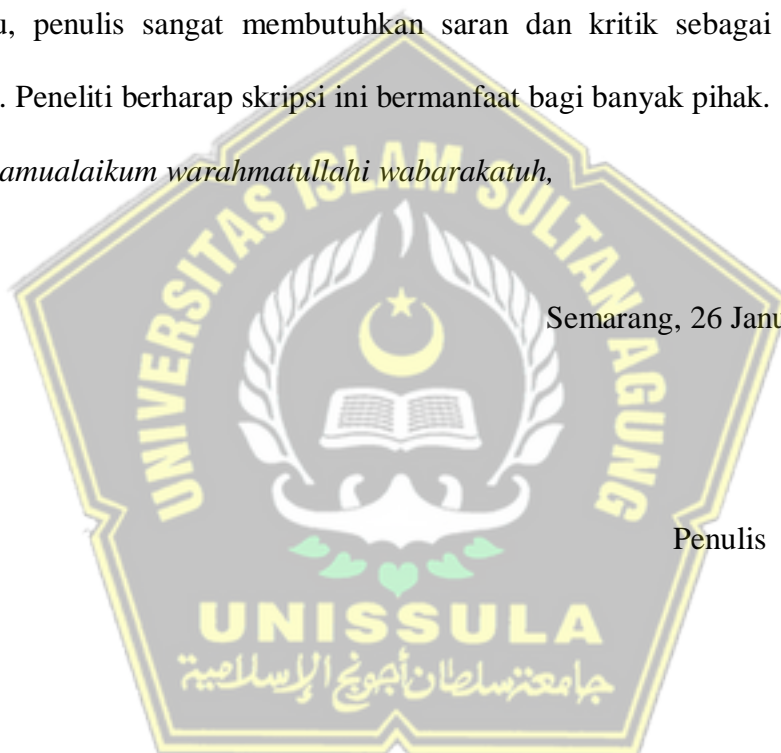 u, penulis sangat membutuhkan saran dan kritik sebagai
. Peneliti berharap skripsi ini bermanfaat bagi banyak pihak.
amualaikum warahmatullahi wabarakatuh,
UNIVERSITAS ISLAM SULTAN AGUNG
Semarang, 26 Janu
Penulis
UNISSULA
جامعة سلطان أجونج الإسلامية